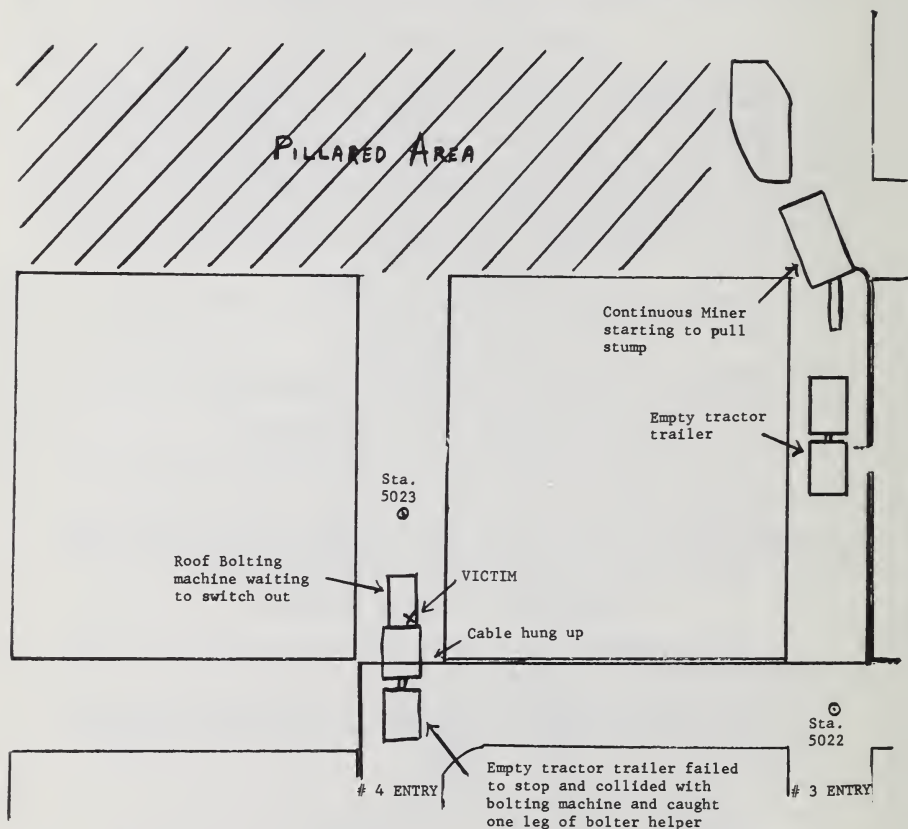 PILLARED AREA
Continuous Miner
starting to pull
stump
Empty tractor
trailer
Sta.
5023
Roof Bolting
machine waiting
to switch out
VICTIM
Cable hung up
Sta.
5022
# 4 ENTRY
Empty tractor trailer failed
to stop and collided with
bolting machine and caught
one leg of bolter helper
# 3 ENTRY